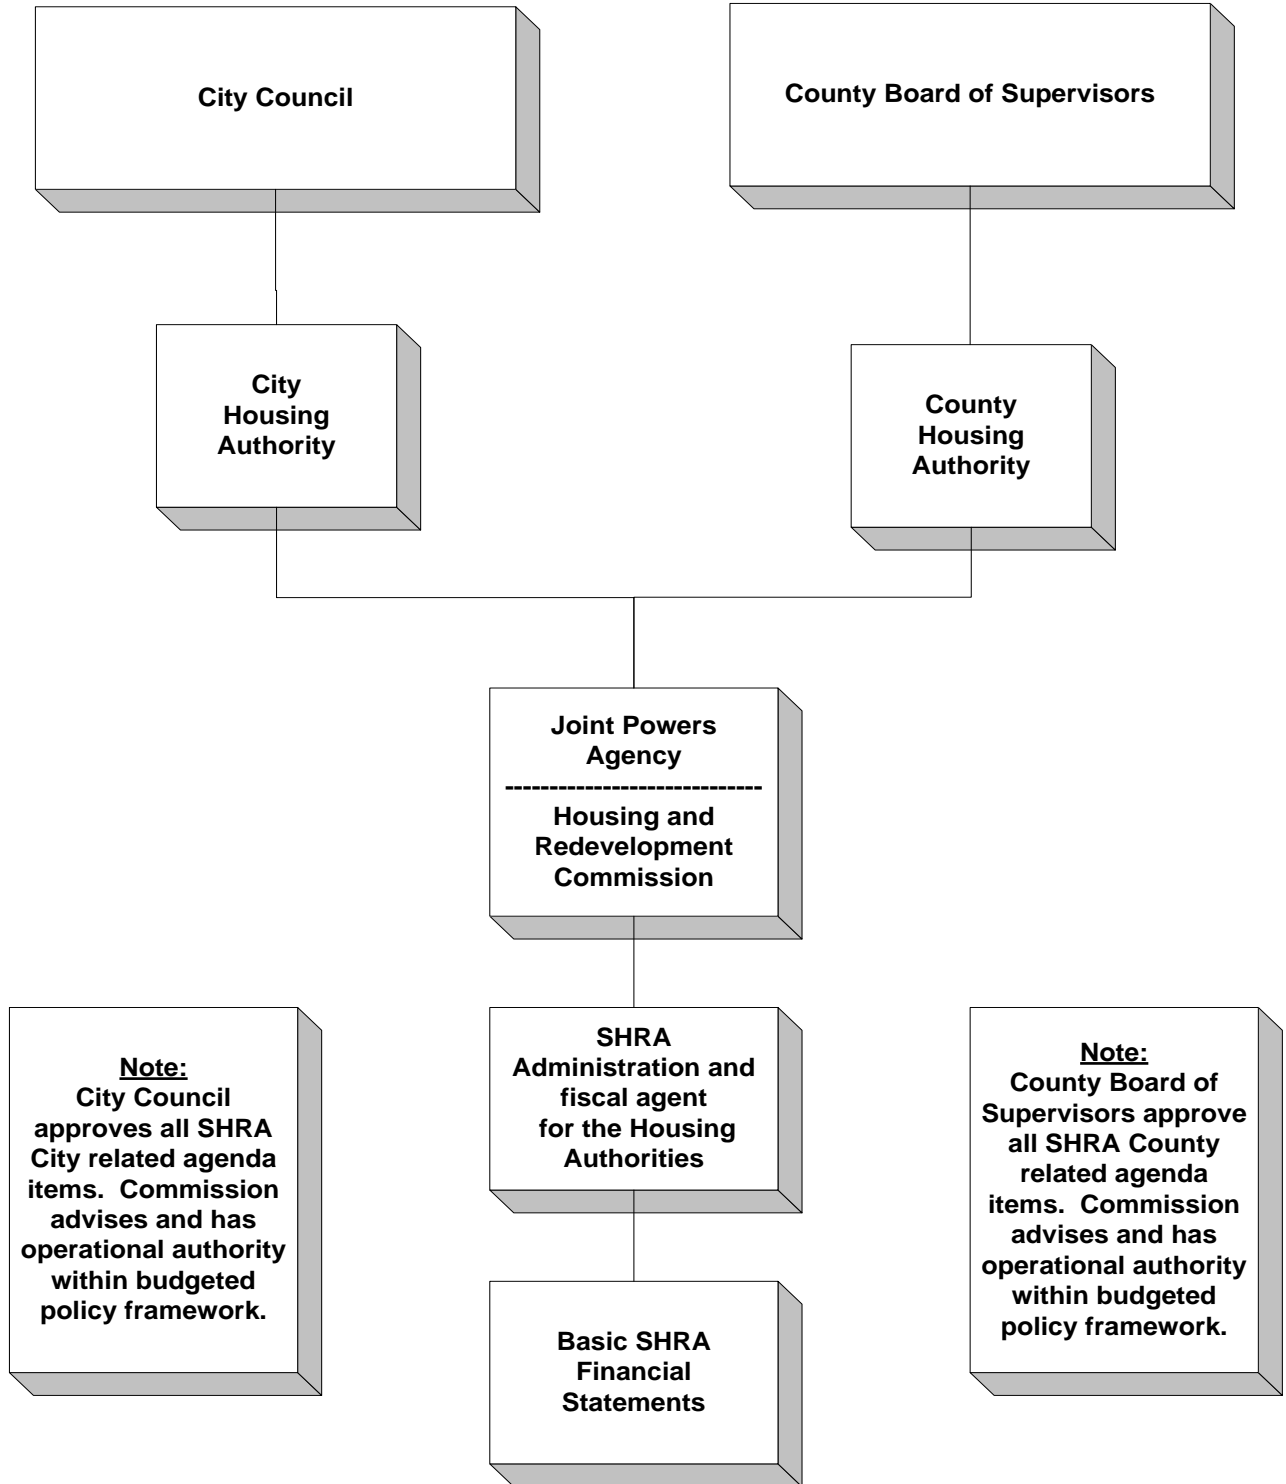 City Council
County Board of Supervisors
City
Housing
Authority
County
Housing
Authority
Joint Powers
Agency
-----------------------------
Housing and
Redevelopment
Commission
SHRA
Administration and
fiscal agent
for the Housing
Authorities
Note:
City Council
approves all SHRA
City related agenda
items.  Commission
advises and has
operational authority
within budgeted
policy framework.
Note:
County Board of
Supervisors approve
all SHRA County
related agenda
items.  Commission
advises and has
operational authority
within budgeted
policy framework.
Basic SHRA
Financial
Statements